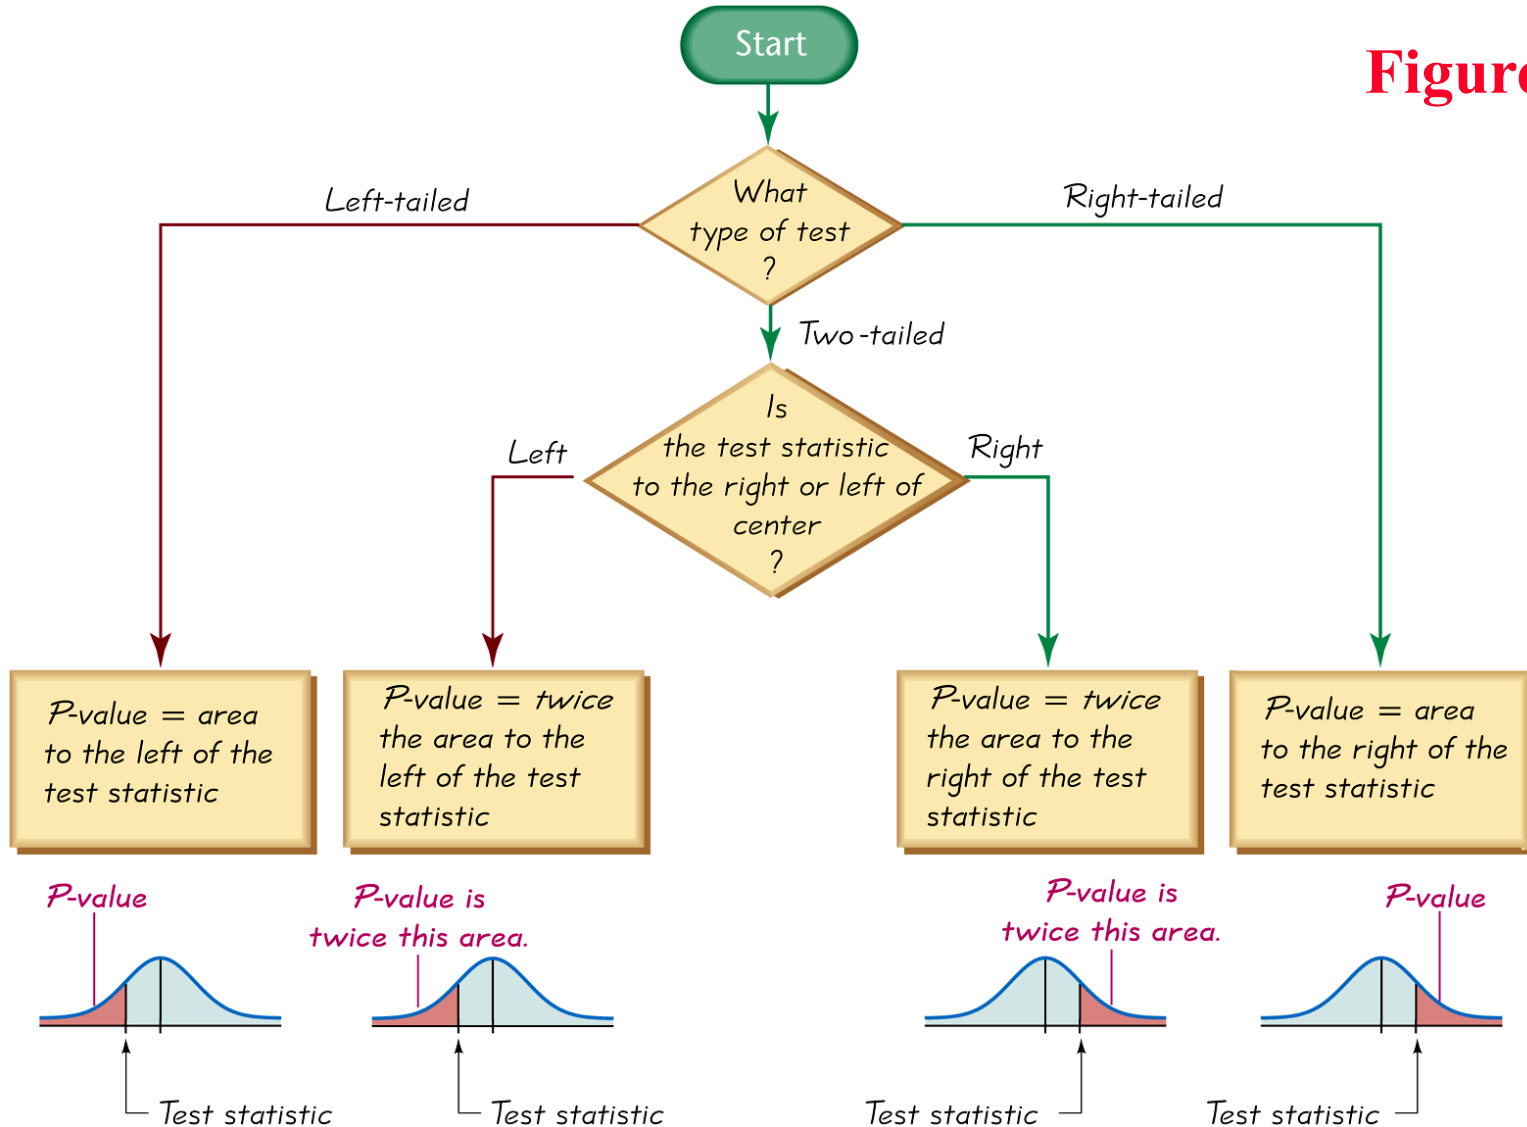 Start
Figure
What
type of test
?
Left-tailed
Right-tailed
Two-tailed
Is
the test statistic
to the right or left of
center
?
Left
Right
P-value = area
to the left of the
test statistic
P-value = twice
the area to the
left of the test
statistic
P-value = twice
the area to the
right of the test
statistic
P-value = area
to the right of the
test statistic
P-value
P-value is
twice this area.
P-value is
twice this area.
P-value
Test statistic
Test statistic
Test statistic
Test statistic